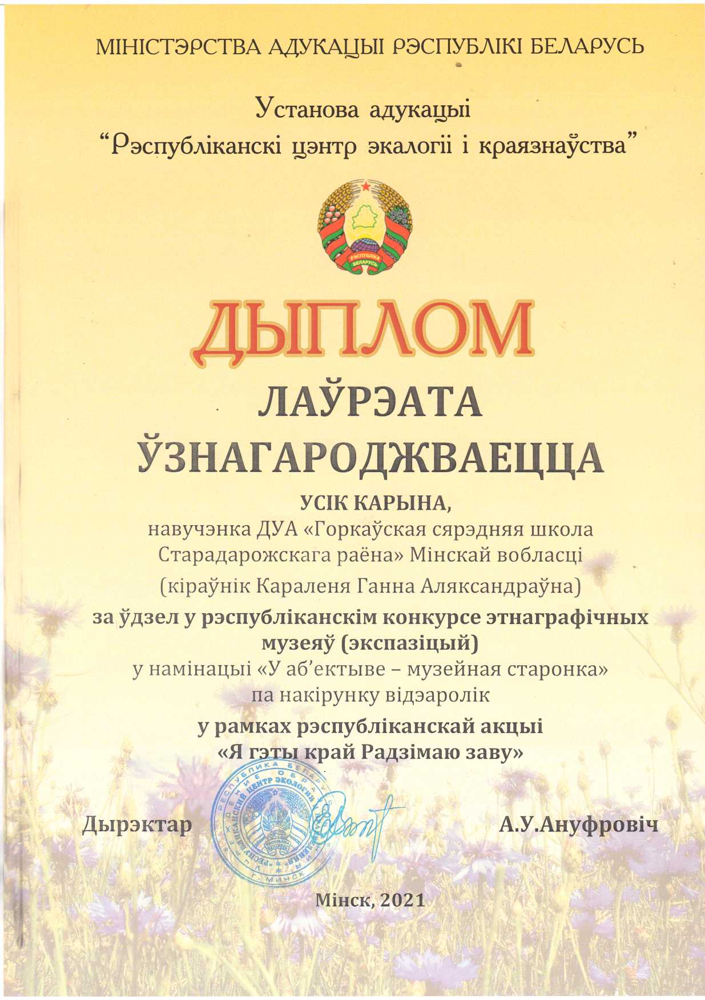 МІНІСТЭРСТВА АДУКАЦЫІ РЭСПУБЛІКІ БЕЛАРУСЬ
Установа адукацыі
“Рэспубліканскі цэнтр экалогіі і краязнаўства”
РЭСПУБЛІКА
БЕЛАРУСЬ
ДЫПЛОМ
ЛАЎРЭАТА
ЎЗНАГАРОДЖВАЕЦЦА
УСІК КАРЫНА,
навучэнка ДУА «Горкаўская сярэдняя школа
Старадарожскага раёна» Мінскай вобласці
(кіраўнік Караленя Ганна Аляксандраўна)
за ўдзел у рэспубліканскім конкурсе этнаграфічных
музеяў (экспазіцый)
у намінацыі «У аб’ектыве – музейная старонка»
па накірунку відэаролік
у рамках рэспубліканскай акцыі
«Я гэты край Радзімаю заву»
РЕСПУБЛИКА БЕЛАРУСЬ
УЧРЕЖДЕНИЕ ОБРАЗОВАНИЯ
"РЕСПУБЛИКАНСКИЙ ЦЕНТР ЭКОЛОГИИ И КРАЕВЕДЕНИЯ"
Г. МИНСК
Дырэктар
А.У.Ануфровіч
Мінск, 2021